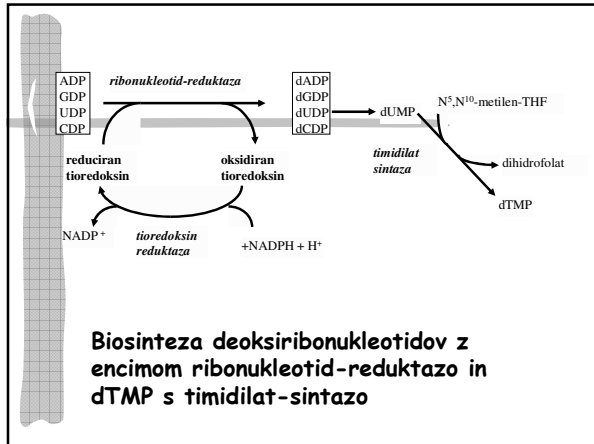 ADP
GDP
UDP
CDP
ribonukleotid-reduktaza
dADP
dGDP
dUDP
dCDP
dUMP
N⁵,N¹⁰-metilen-THF
timidilat
sintaza
dihidrofolat
dTMP
reduciran
tioredoksin
oksidiran
tioredoksin
NADP⁺
tioredoksin
reduktaza
+NADPH + H⁺
Biosinteza deoksiribonukleotidov z
encimom ribonukleotid-reduktazo in
dTMP s timidilat-sintazo